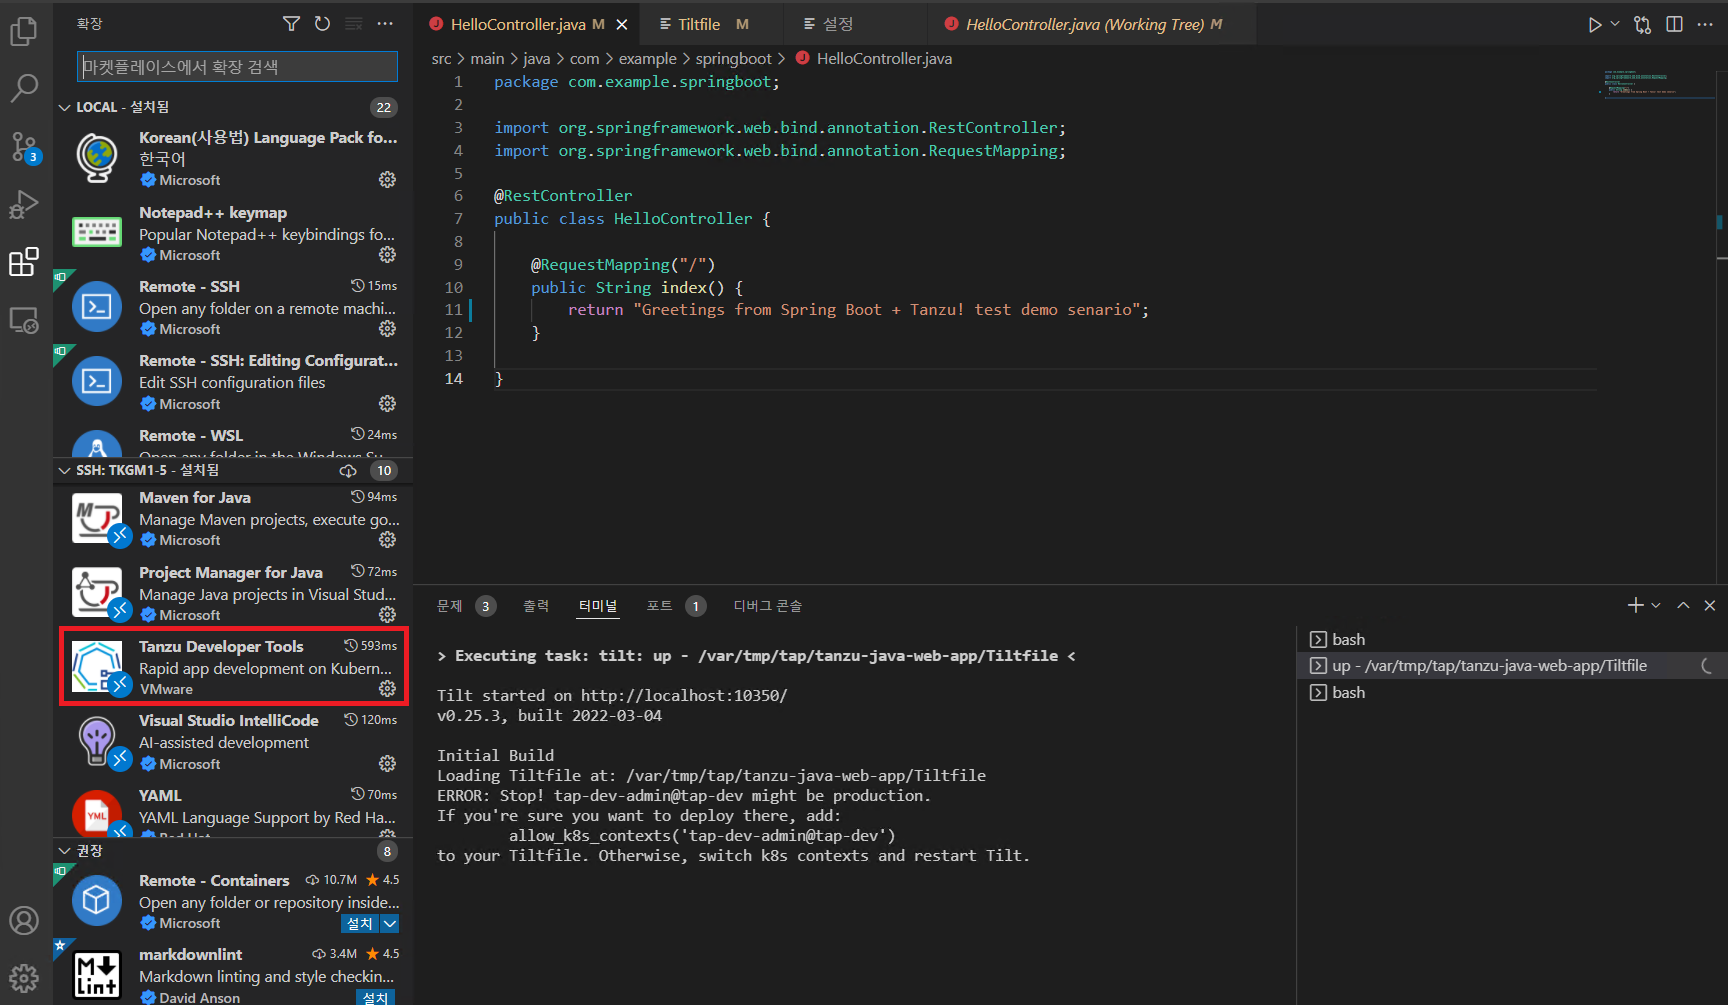 확장
마켓플레이스에서 확장 검색
LOCAL - 설치됨 22
Korean(사용법) Language Pack fo...
한국어
Microsoft
Notepad++ keymap
Popular Notepad++ keybindings fo...
Microsoft
Remote - SSH 15ms
Open any folder on a remote machi...
Microsoft
Remote - SSH: Editing Configurat...
Edit SSH configuration files
Microsoft
Remote - WSL 24ms
Open any folder in the Windows Su...
SSH: TKGM1-5 - 설치됨 10
Maven for Java 94ms
Manage Maven projects, execute go...
Microsoft
Project Manager for Java 72ms
Manage Java projects in Visual Stud...
Microsoft
Tanzu Developer Tools 593ms
Rapid app development on Kubern...
VMware
Visual Studio IntelliCode 120ms
AI-assisted development
Microsoft
YAML 70ms
YAML Language Support by Red Ha...
Red Hat
권장 8
Remote - Containers 10.7M 4.5
Open any folder or repository inside...
Microsoft 설치
markdownlint 3.4M 4.5
Markdown linting and style checkin...
David Anson 설치
3
HelloController.java M Tiltfile M 설정 HelloController.java (Working Tree) M
src > main > java > com > example > springboot > HelloController.java
1 package com.example.springboot;
2
3 import org.springframework.web.bind.annotation.RestController;
4 import org.springframework.web.bind.annotation.RequestMapping;
5
6 @RestController
7 public class HelloController {
8
9 @RequestMapping("/")
10 public String index() {
11 return "Greetings from Spring Boot + Tanzu! test demo senario";
12 }
13
14 }
문제 3 출력 터미널 포트 1 디버그 콘솔
> Executing task: tilt: up - /var/tmp/tap/tanzu-java-web-app/Tiltfile <
Tilt started on http://localhost:10350/
v0.25.3, built 2022-03-04
Initial Build
Loading Tiltfile at: /var/tmp/tap/tanzu-java-web-app/Tiltfile
ERROR: Stop! tap-dev-admin@tap-dev might be production.
If you're sure you want to deploy there, add:
allow_k8s_contexts('tap-dev-admin@tap-dev')
to your Tiltfile. Otherwise, switch k8s contexts and restart Tilt.
bash
up - /var/tmp/tap/tanzu-java-web-app/Tiltfile
bash